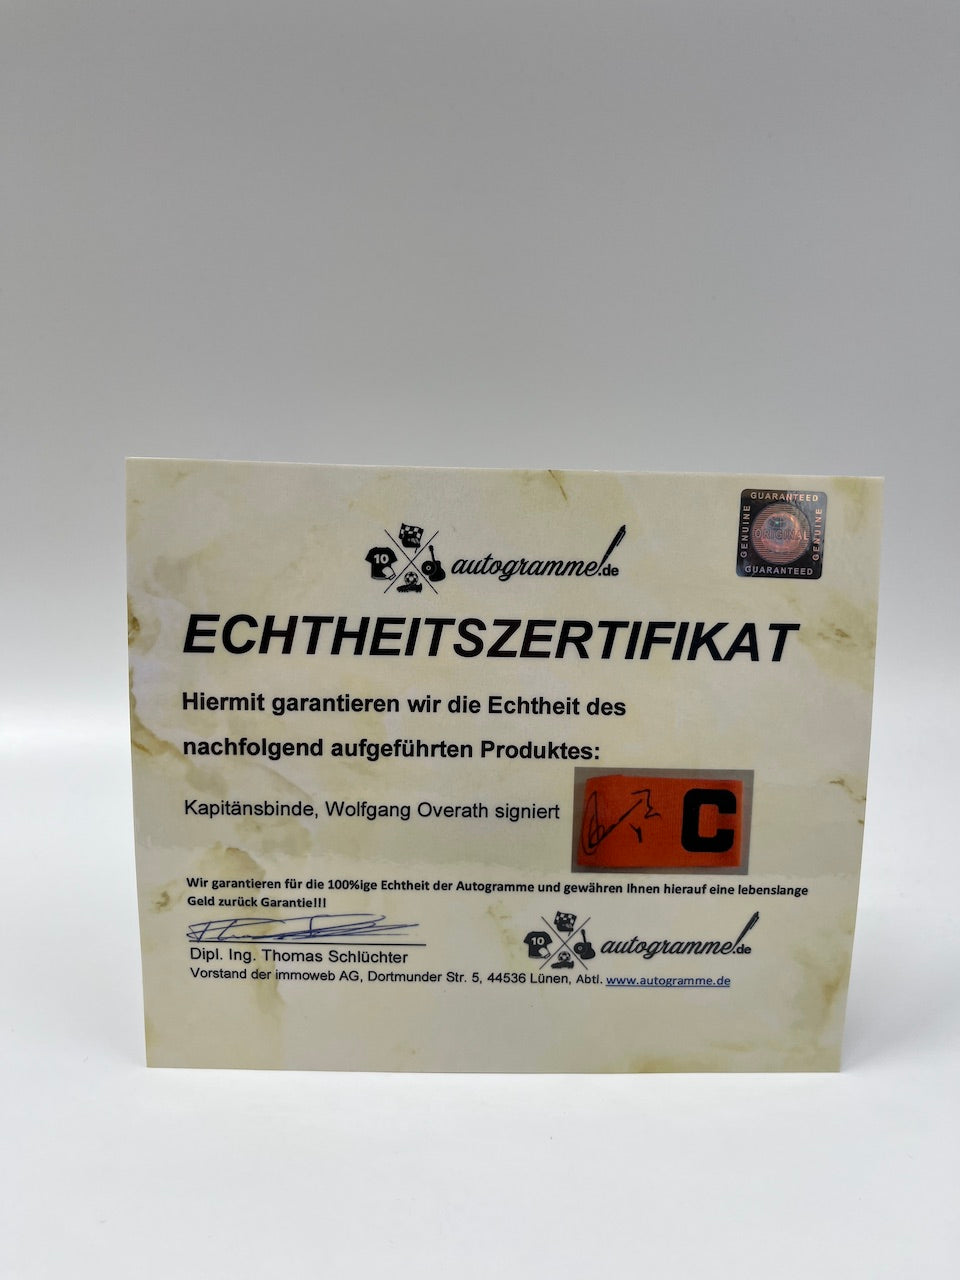 GUARANTEED
GENUINE
ORIGINAL
GENUINE
GUARANTEED
10
autogramme.de
ECHTHEITSZERTIFIKAT
Hiermit garantieren wir die Echtheit des
nachfolgend aufgeführten Produktes:
Kapitänsbinde, Wolfgang Overath signiert
C
Wir garantieren für die 100%ige Echtheit der Autogramme und gewähren Ihnen hierauf eine lebenslange
Geld zurück Garantie!!!
10
autogramme.de
Dipl. Ing. Thomas Schlüchter
Vorstand der immoweb AG, Dortmunder Str. 5, 44536 Lünen, Abtl. www.autogramme.de